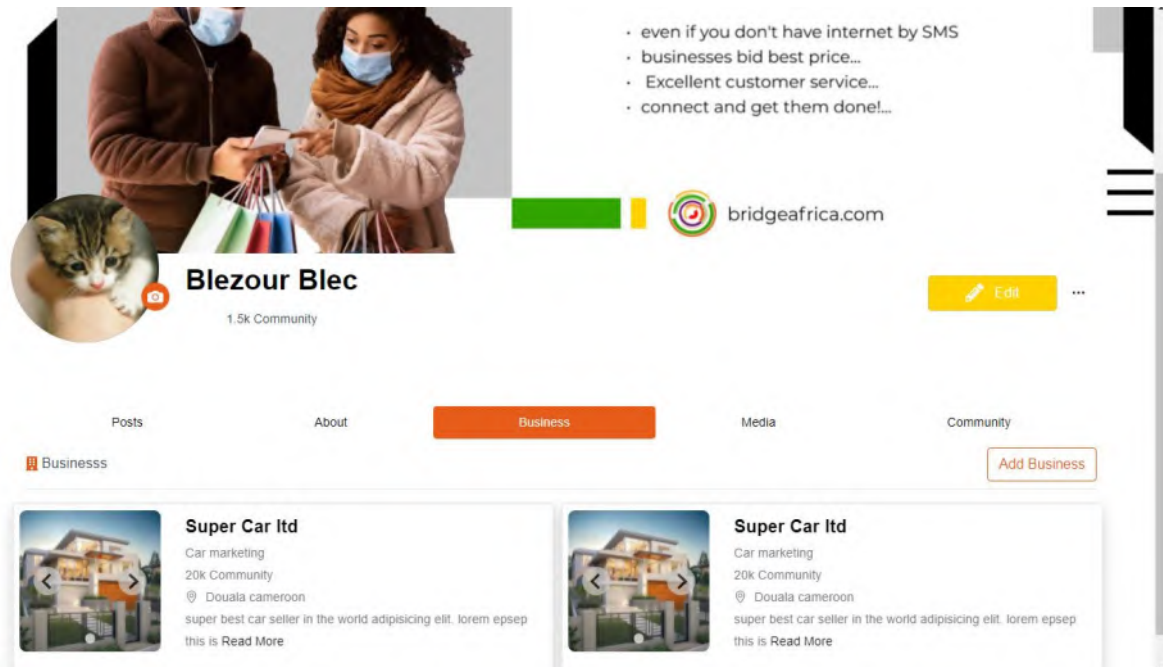 · even if you don't have internet by SMS
· businesses bid best price...
· Excellent customer service...
· connect and get them done!...
bridgeafrica.com
Blezour Blec
1.5k Community
Edit
Posts About Business Media Community
Businesss
Add Business
Super Car ltd
Car marketing
20k Community
Douala cameroon
super best car seller in the world adipisicing elit. lorem epsep
this is Read More
Super Car ltd
Car marketing
20k Community
Douala cameroon
super best car seller in the world adipisicing elit. lorem epsep
this is Read More